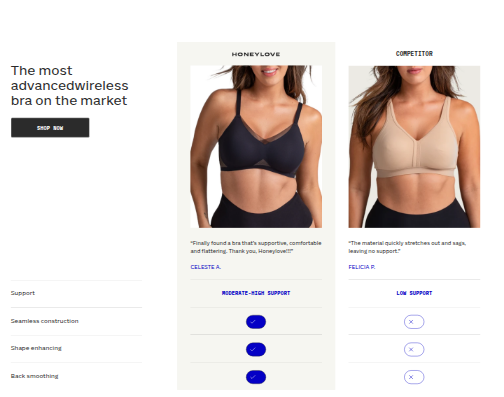 HONEYLOVE
COMPETITOR
The most
advancedwireless
bra on the market
SHOP NOW
"Finally found a bra that's supportive, comfortable
and flattering. Thank you, Honeylove!!!"
CELESTE A.
"The material quickly stretches out and sags,
leaving no support."
FELICIA P.
Support
MODERATE-HIGH SUPPORT
LOW SUPPORT
Seamless construction
Shape enhancing
Back smoothing